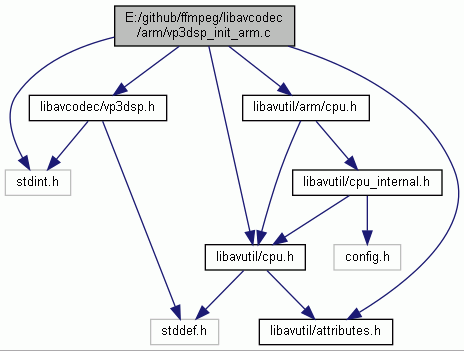 E:/github/ffmpeg/libavcodec
/arm/vp3dsp_init_arm.c
libavcodec/vp3dsp.h
libavutil/arm/cpu.h
stdint.h
libavutil/cpu_internal.h
libavutil/cpu.h
config.h
stddef.h
libavutil/attributes.h